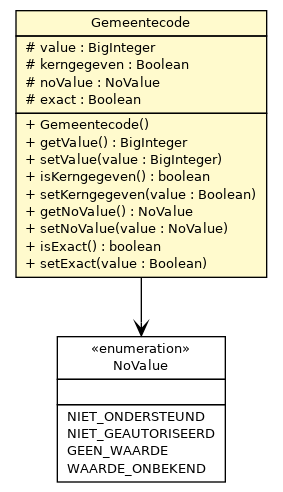 Gemeentecode
# value : BigInteger
# kerngegeven : Boolean
# noValue : NoValue
# exact : Boolean
+ Gemeentecode()
+ getValue() : BigInteger
+ setValue(value : BigInteger)
+ isKerngegeven() : boolean
+ setKerngegeven(value : Boolean)
+ getNoValue() : NoValue
+ setNoValue(value : NoValue)
+ isExact() : boolean
+ setExact(value : Boolean)
«enumeration»
NoValue
NIET_ONDERSTEUND
NIET_GEAUTORISEERD
GEEN_WAARDE
WAARDE_ONBEKEND